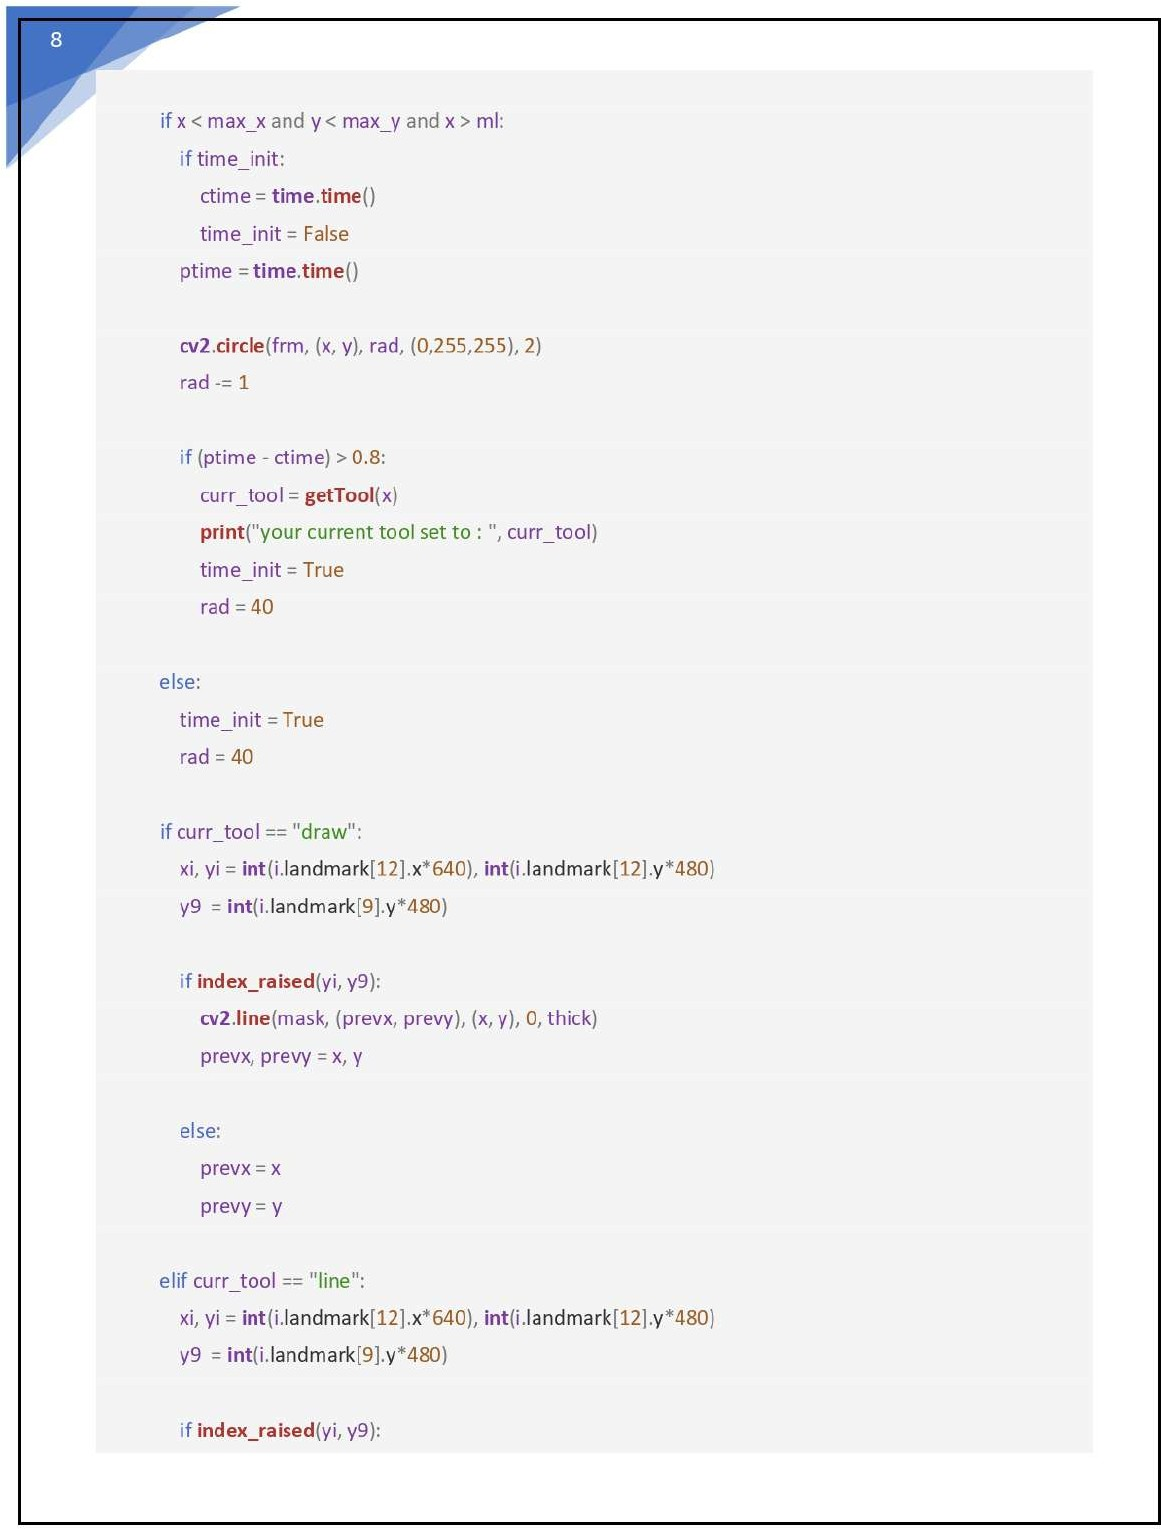 8
if x < max_x and y < max_y and x > ml:
if time_init:
ctime = time.time()
time_init = False
ptime = time.time()
cv2.circle(frm, (x, y), rad, (0,255,255), 2)
rad -= 1
if (ptime - ctime) > 0.8:
curr_tool = getTool(x)
print("your current tool set to : ", curr_tool)
time_init = True
rad = 40
else:
time_init = True
rad = 40
if curr_tool == "draw":
xi, yi = int(i.landmark[12].x*640), int(i.landmark[12].y*480)
y9  = int(i.landmark[9].y*480)
if index_raised(yi, y9):
cv2.line(mask, (prevx, prevy), (x, y), 0, thick)
prevx, prevy = x, y
else:
prevx = x
prevy = y
elif curr_tool == "line":
xi, yi = int(i.landmark[12].x*640), int(i.landmark[12].y*480)
y9  = int(i.landmark[9].y*480)
if index_raised(yi, y9):